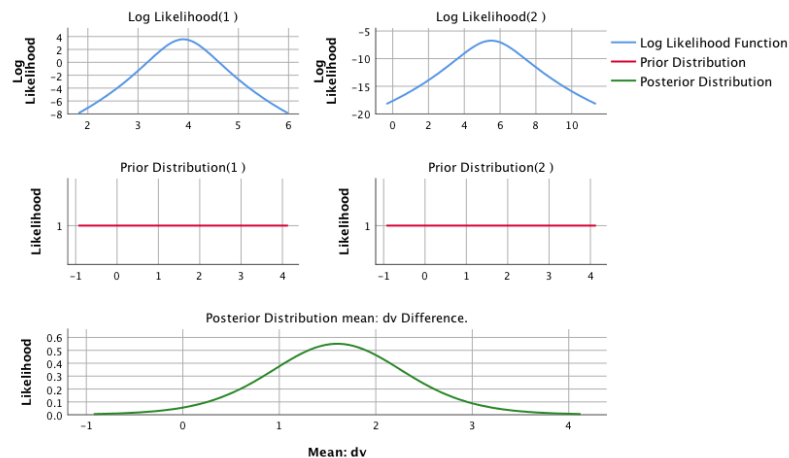 Log Likelihood(1 )
Log Likelihood(2 )
Log
Likelihood
4
2
0
−2
−4
−6
−8
2 3 4 5 6
Log
Likelihood
−5
−10
−15
−20
0 2 4 6 8 10
Log Likelihood Function
Prior Distribution
Posterior Distribution
Prior Distribution(1 )
Prior Distribution(2 )
Likelihood
1
−1 0 1 2 3 4
Likelihood
1
−1 0 1 2 3 4
Posterior Distribution mean: dv Difference.
Likelihood
0.6
0.5
0.4
0.3
0.2
0.1
0.0
−1 0 1 2 3 4
Mean: dv